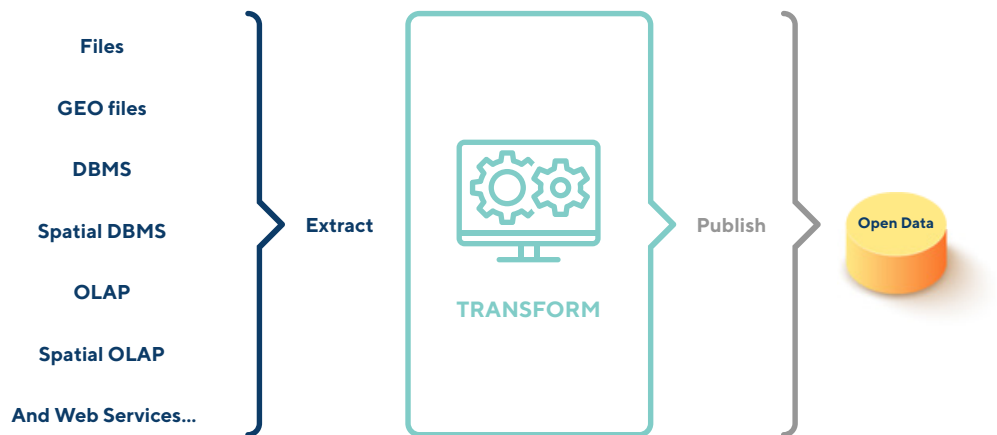 Files
GEO files
DBMS
Spatial DBMS
OLAP
Spatial OLAP
And Web Services...
Extract
TRANSFORM
Publish
Open Data